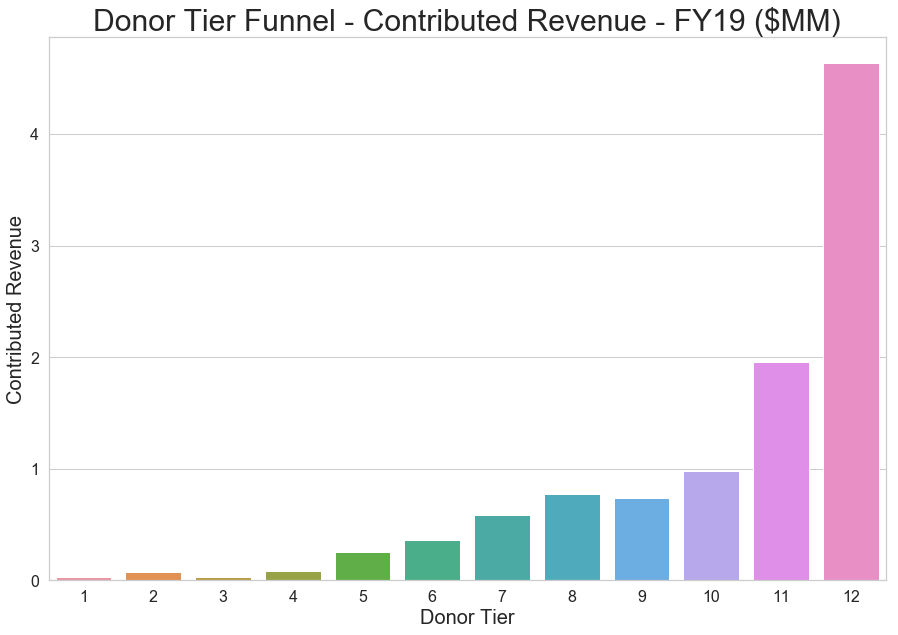 Donor Tier Funnel - Contributed Revenue - FY19 ($MM)
Contributed Revenue
4
3
2
1
0
1 2 3 4 5 6 7 8 9 10 11 12
Donor Tier